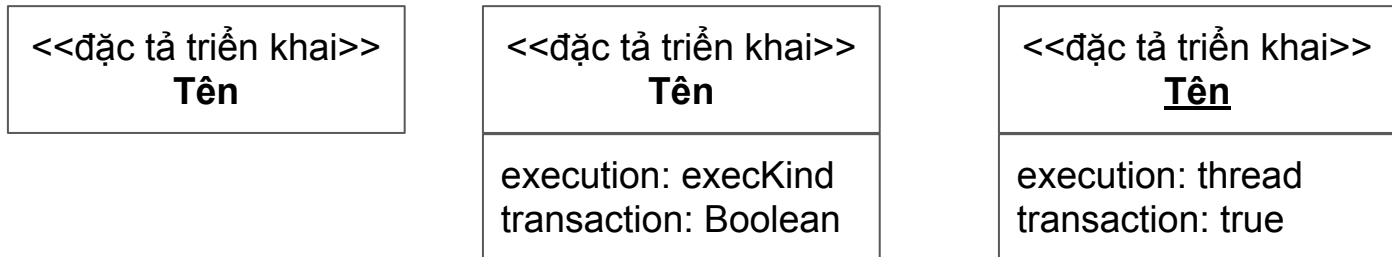 <<đặc tả triển khai>>
Tên
<<đặc tả triển khai>>
Tên
execution: execKind
transaction: Boolean
<<đặc tả triển khai>>
Tên
execution: thread
transaction: true